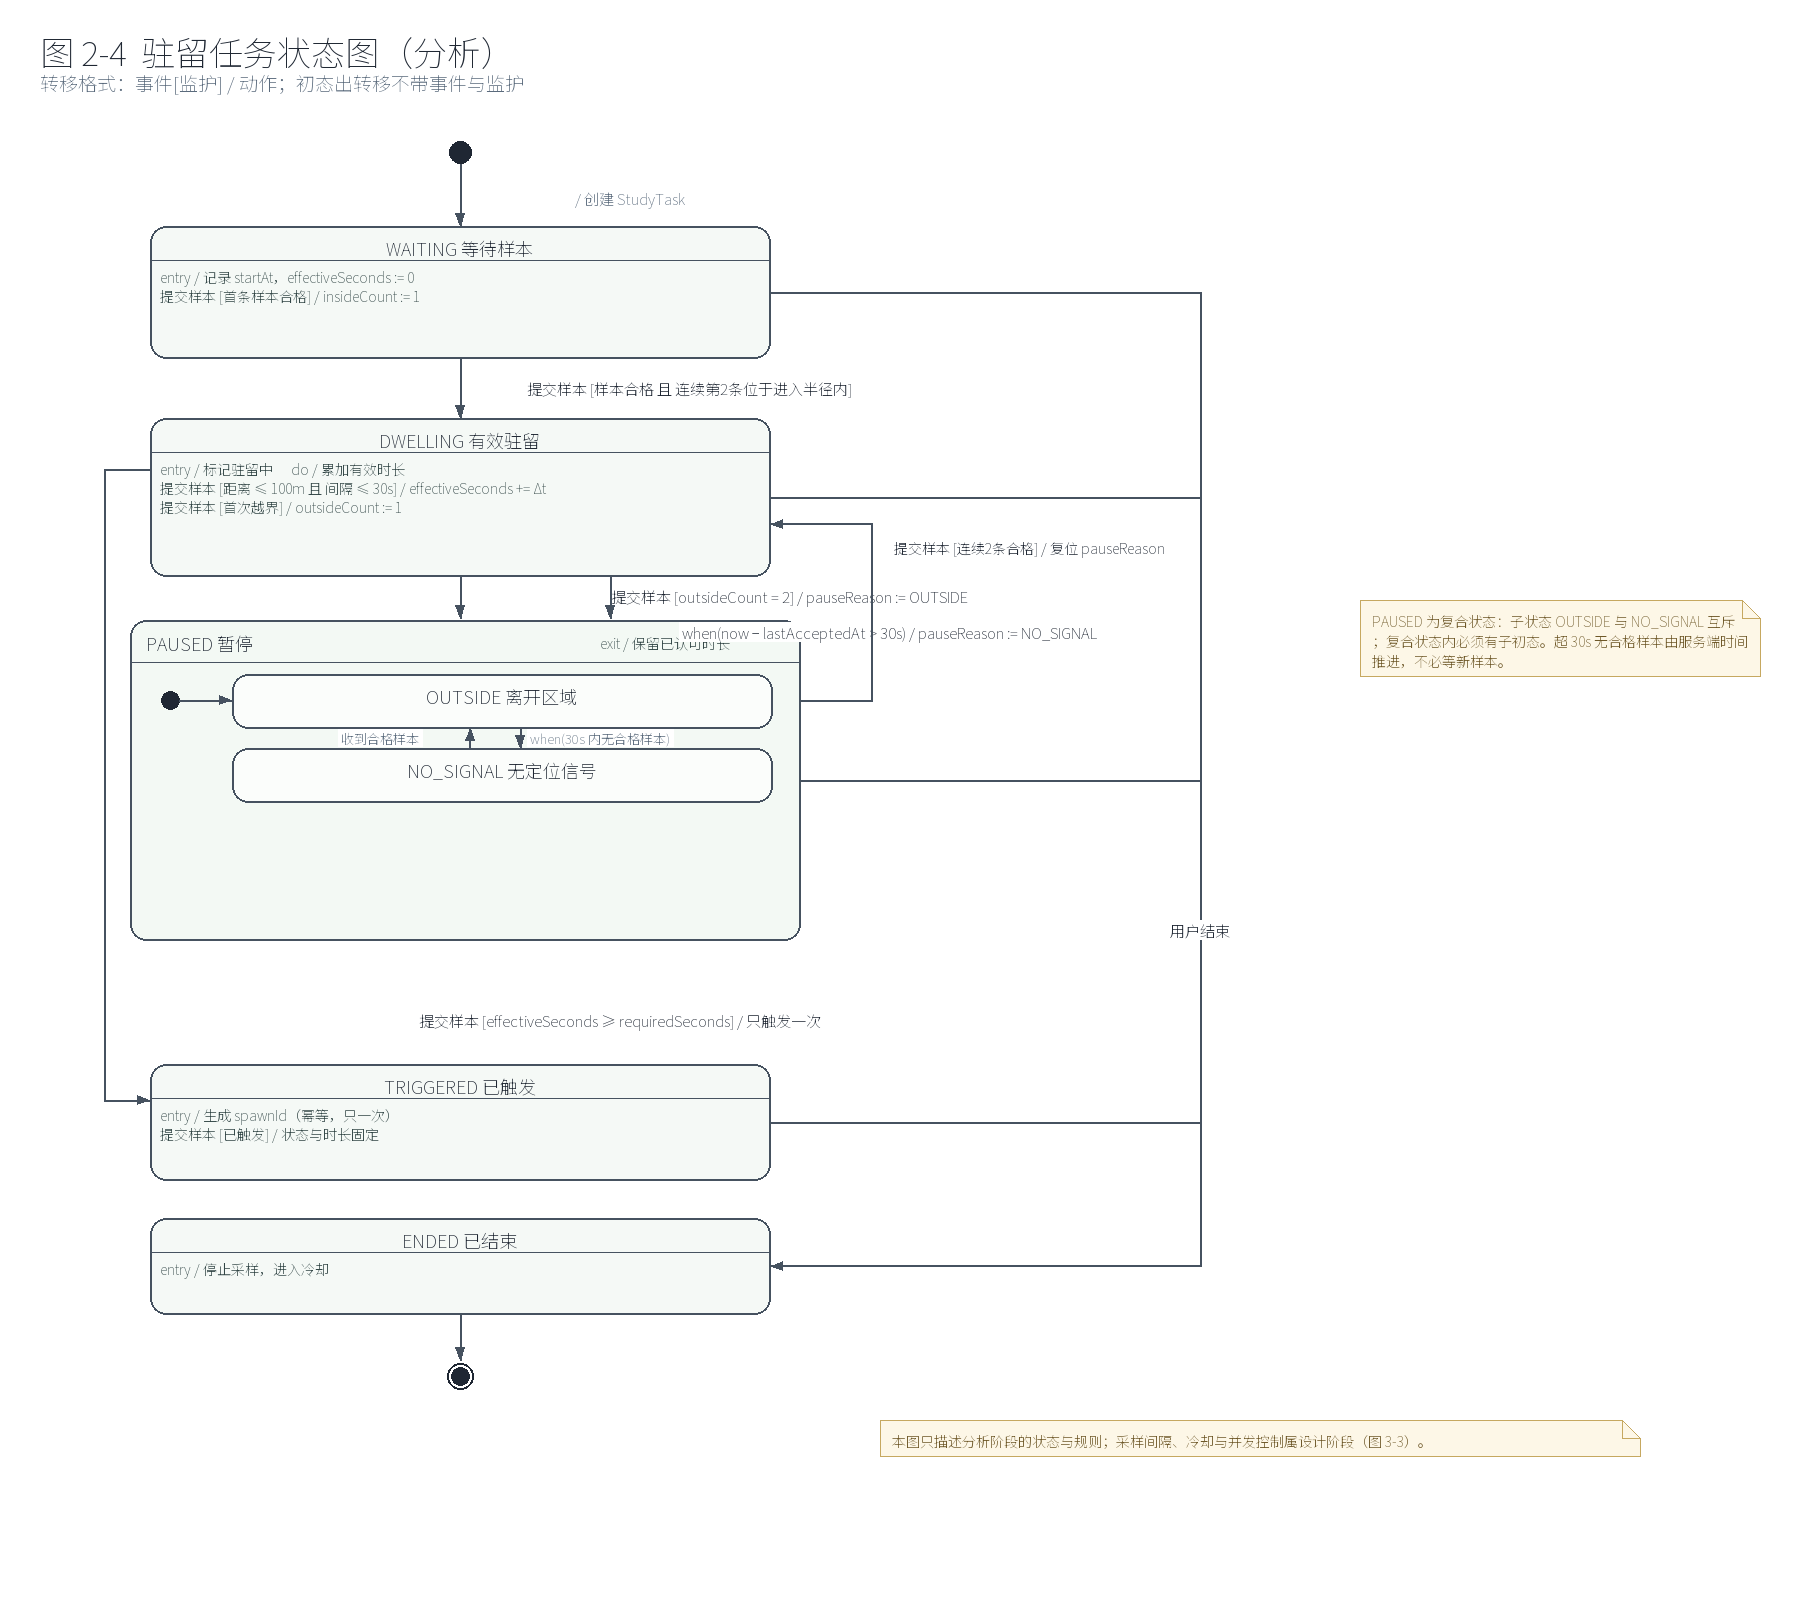 图 2-4 驻留任务状态图（分析）
转移格式：事件[监护] / 动作；初态出转移不带事件与监护
/ 创建 StudyTask
WAITING 等待样本
entry / 记录 startAt，effectiveSeconds := 0
提交样本 [首条样本合格] / insideCount := 1
提交样本 [样本合格 且 连续第2条位于进入半径内]
DWELLING 有效驻留
entry / 标记驻留中 do / 累加有效时长
提交样本 [距离 ≤ 100m 且 间隔 ≤ 30s] / effectiveSeconds += Δt
提交样本 [首次越界] / outsideCount := 1
提交样本 [连续2条合格] / 复位 pauseReason
提交样本 [outsideCount = 2] / pauseReason := OUTSIDE
when(now − lastAcceptedAt > 30s) / pauseReason := NO_SIGNAL
PAUSED 暂停
exit / 保留已认可时长
OUTSIDE 离开区域
收到合格样本
when(30s 内无合格样本)
NO_SIGNAL 无定位信号
PAUSED 为复合状态：子状态 OUTSIDE 与 NO_SIGNAL 互斥
；复合状态内必须有子初态。超 30s 无合格样本由服务端时间
推进，不必等新样本。
用户结束
提交样本 [effectiveSeconds ≥ requiredSeconds] / 只触发一次
TRIGGERED 已触发
entry / 生成 spawnId（幂等，只一次）
提交样本 [已触发] / 状态与时长固定
ENDED 已结束
entry / 停止采样，进入冷却
本图只描述分析阶段的状态与规则；采样间隔、冷却与并发控制属设计阶段（图 3-3）。